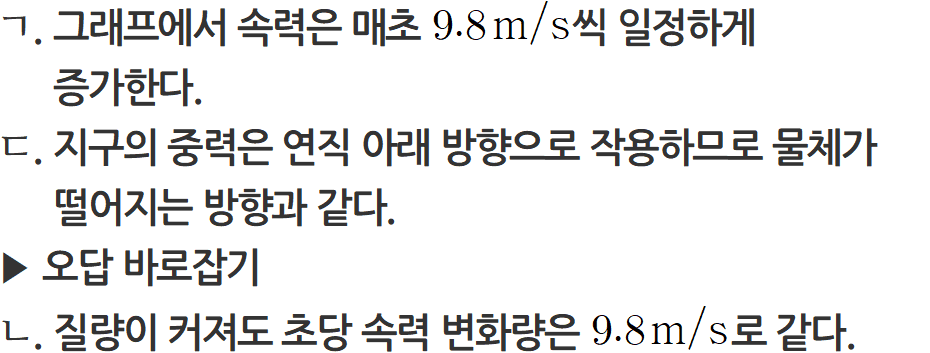 ㄱ. 그래프에서 속력은 매초 9.8m/s씩 일정하게
증가한다.
ㄷ. 지구의 중력은 연직 아래 방향으로 작용하므로 물체가
떨어지는 방향과 같다.
▶ 오답 바로잡기
ㄴ. 질량이 커져도 초당 속력 변화량은 9.8m/s로 같다.